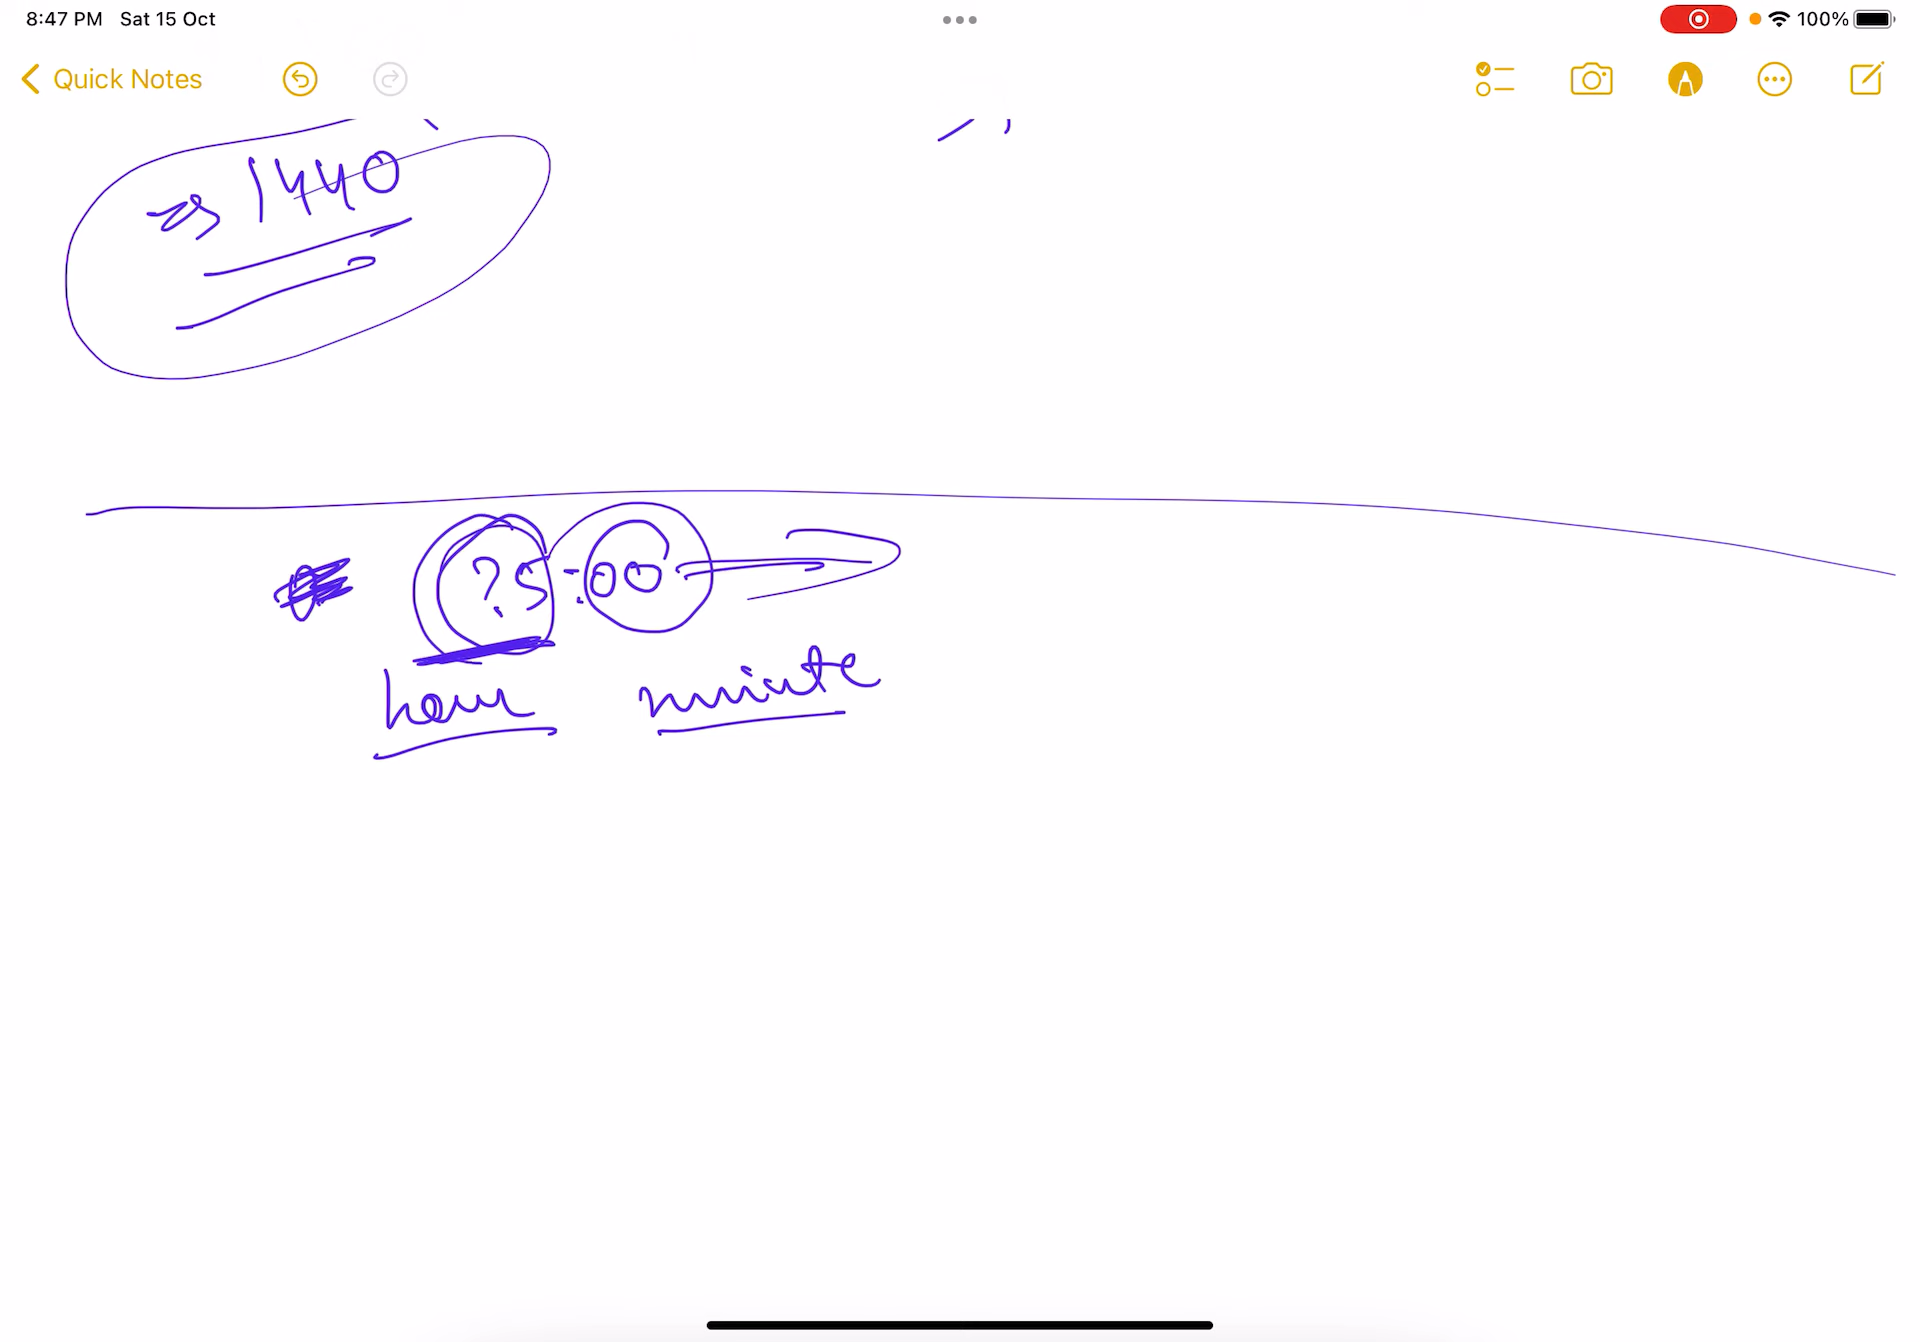 8:47 PM Sat 15 Oct
100%
Quick Notes
⇒ 1440
?5:00
hour minute